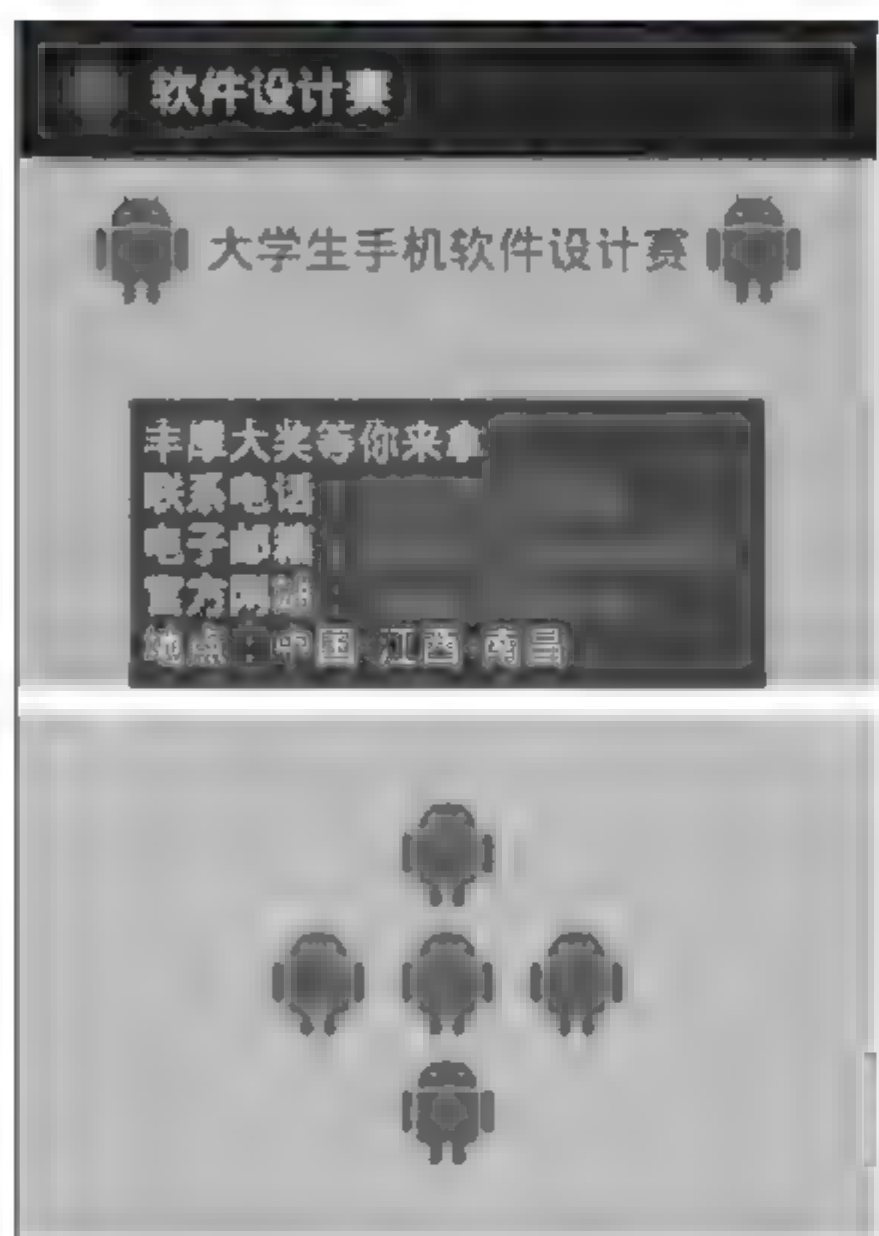 软件设计赛
大学生手机软件设计赛
丰厚大奖等你来拿
联系电话：
电子邮箱：
官方网站：
地点：中国·江西·南昌